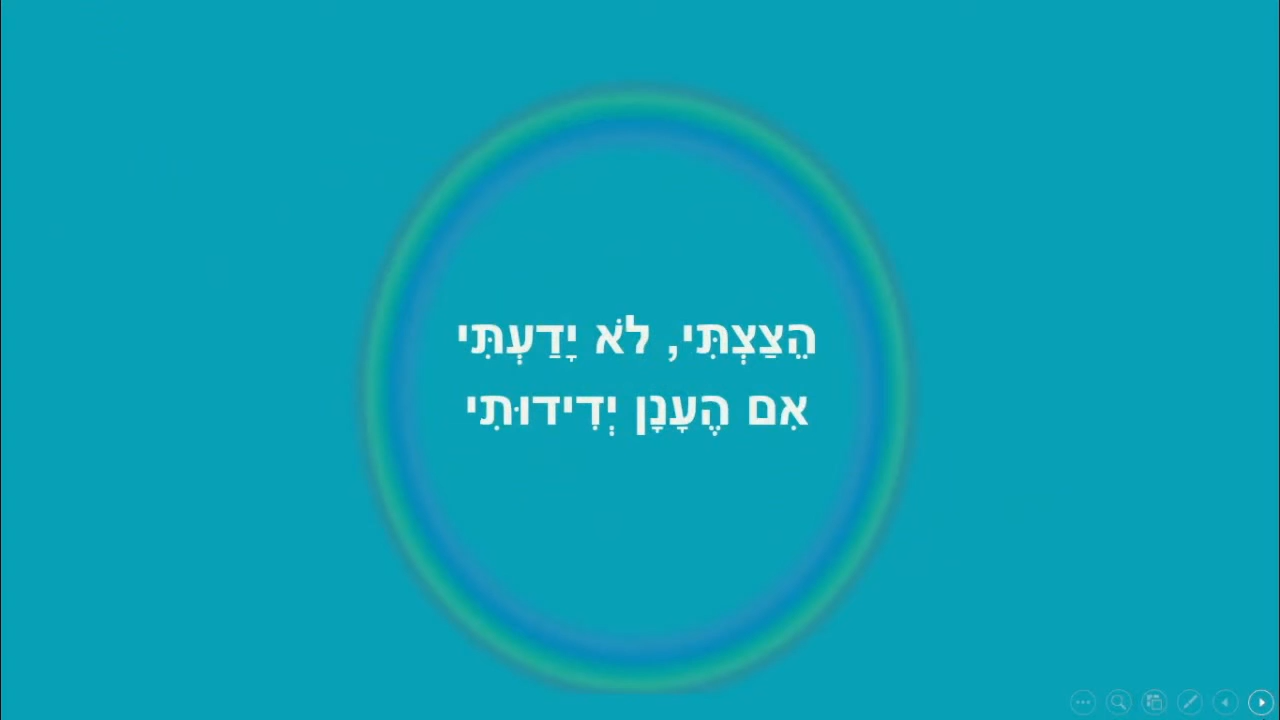 הֵצַצְתִּי, לֹא יָדַעְתִּי
אִם הֶעָנָן יְדִידוּתִי